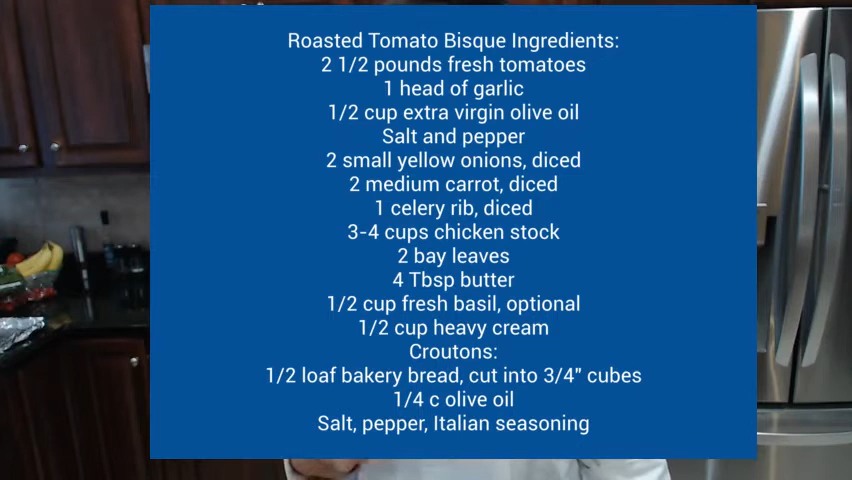 Roasted Tomato Bisque Ingredients:
2 1/2 pounds fresh tomatoes
1 head of garlic
1/2 cup extra virgin olive oil
Salt and pepper
2 small yellow onions, diced
2 medium carrot, diced
1 celery rib, diced
3-4 cups chicken stock
2 bay leaves
4 Tbsp butter
1/2 cup fresh basil, optional
1/2 cup heavy cream
Croutons:
1/2 loaf bakery bread, cut into 3/4" cubes
1/4 c olive oil
Salt, pepper, Italian seasoning